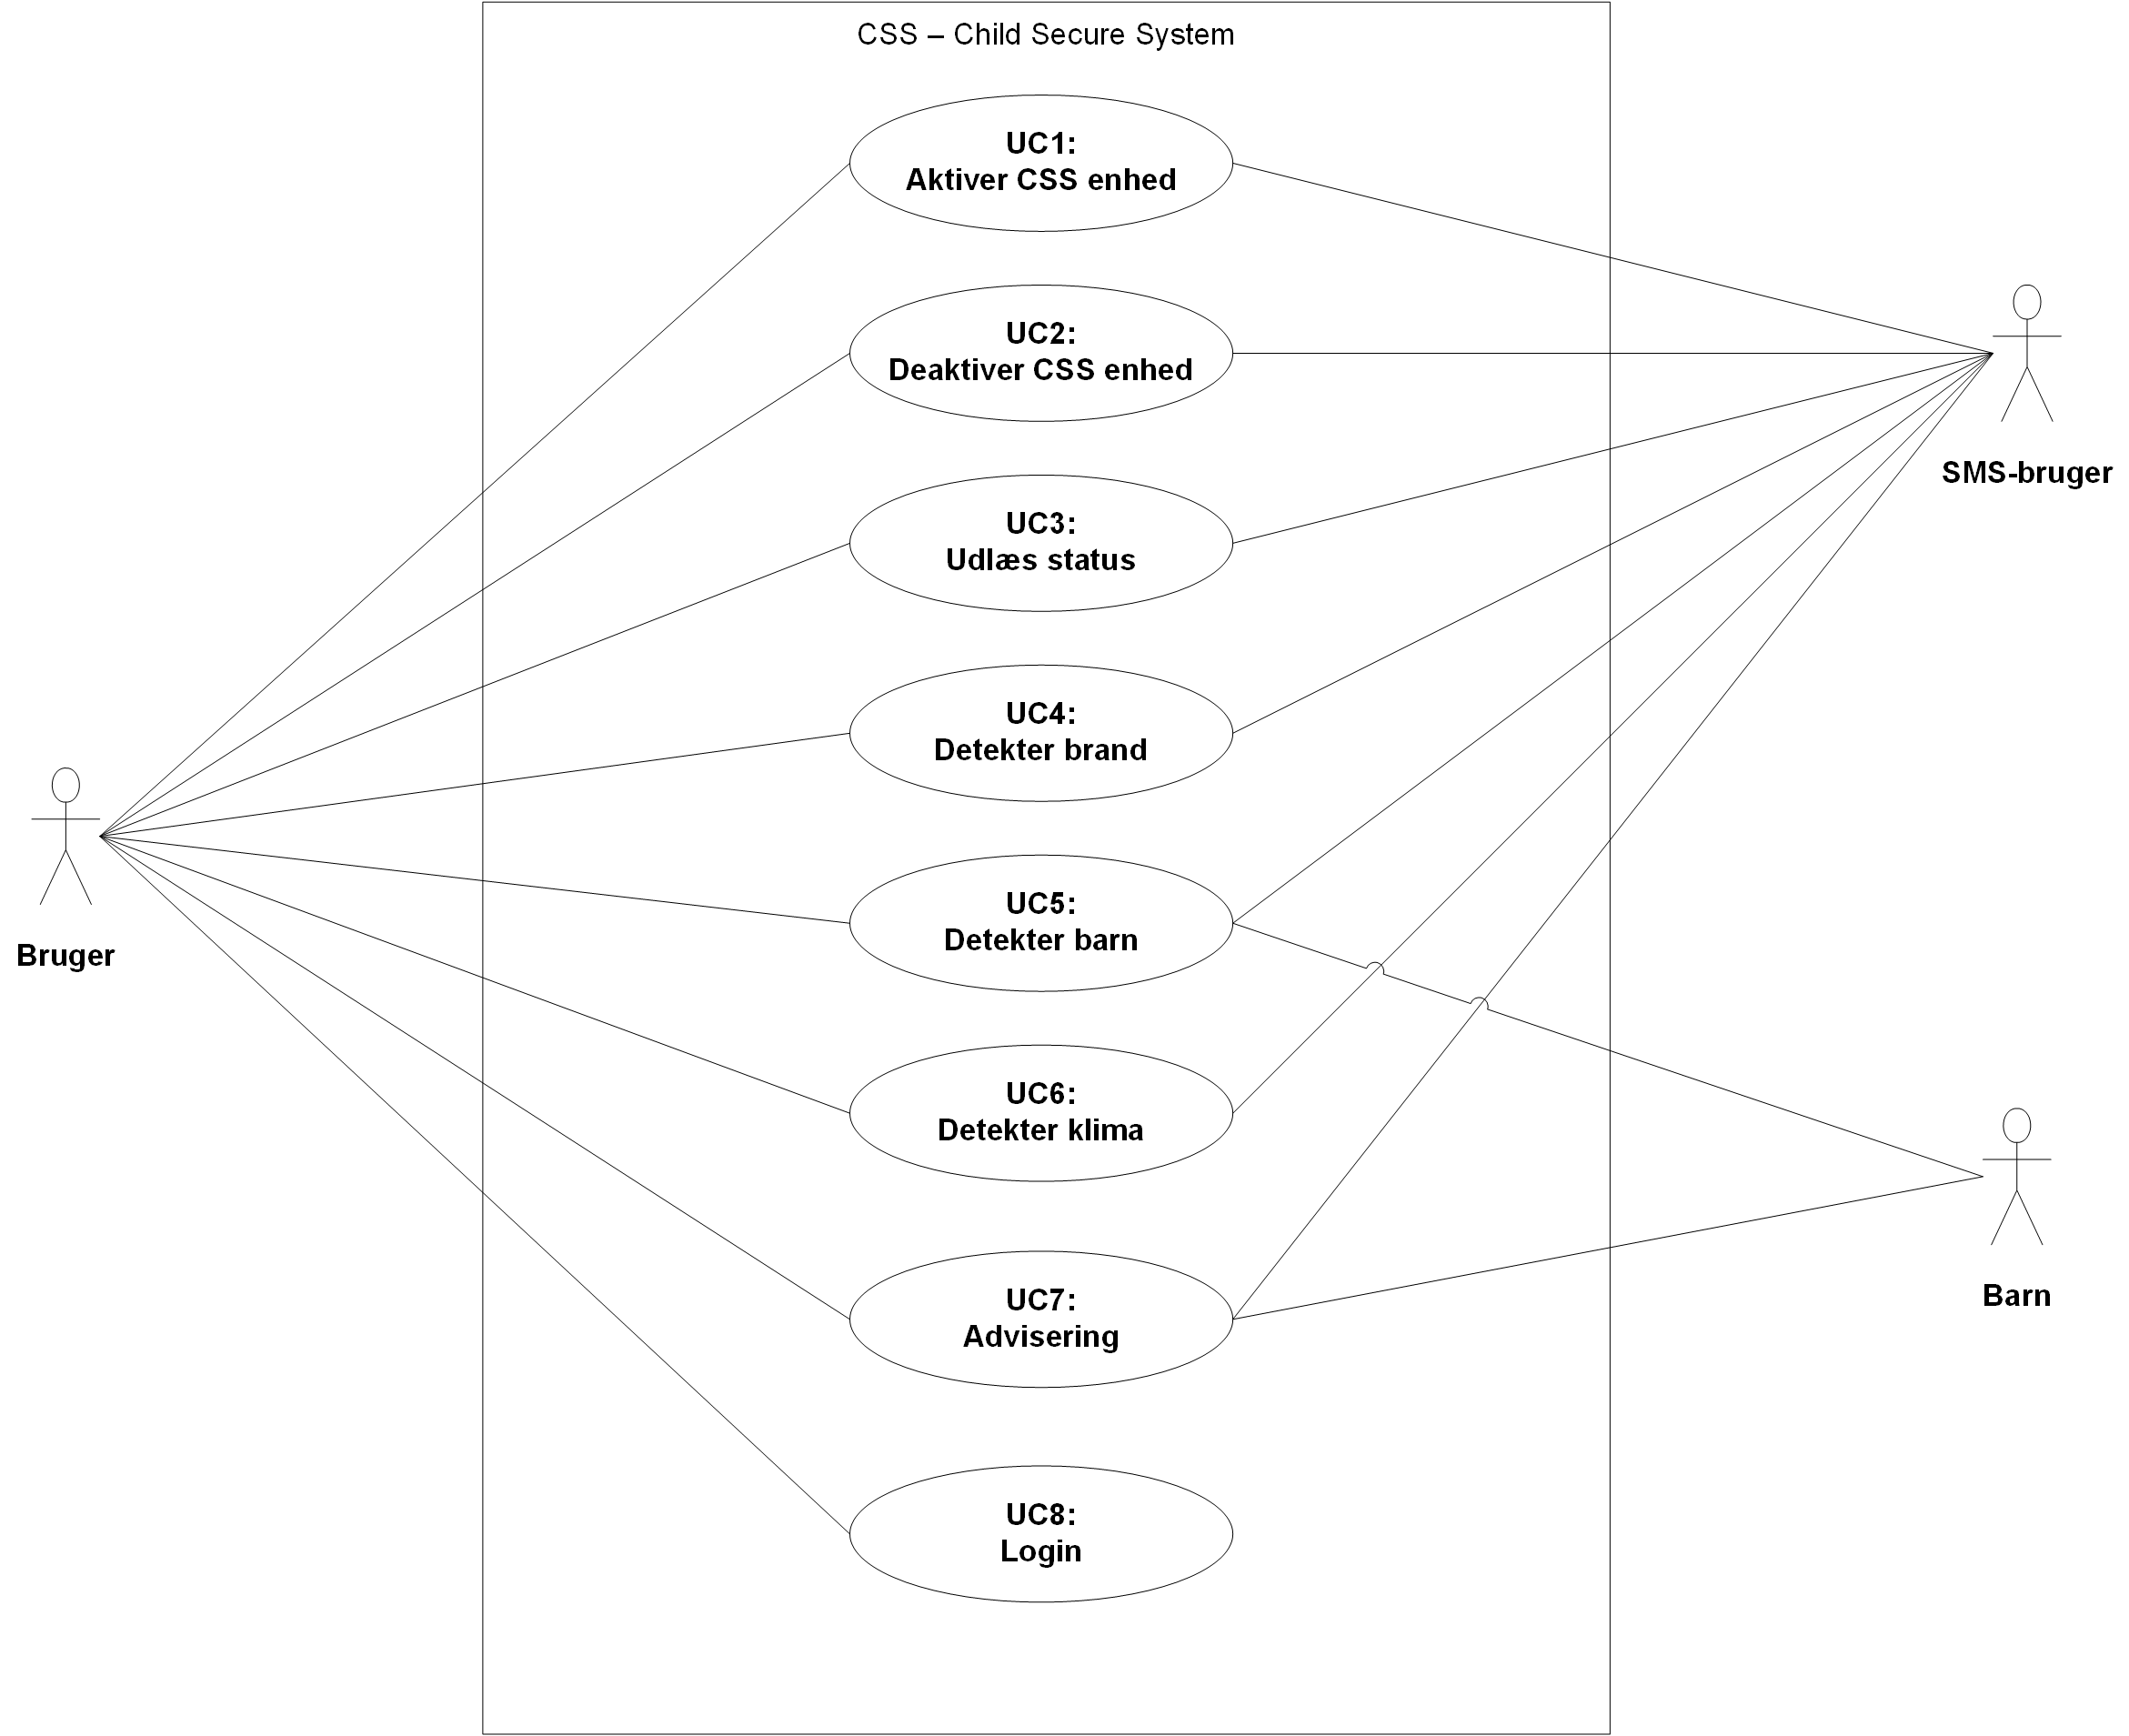 CSS – Child Secure System
UC1:
Aktiver CSS enhed
UC2:
Deaktiver CSS enhed
SMS-bruger
UC3:
Udlæs status
UC4:
Detekter brand
Bruger
UC5:
Detekter barn
UC6:
Detekter klima
Barn
UC7:
Advisering
UC8:
Login